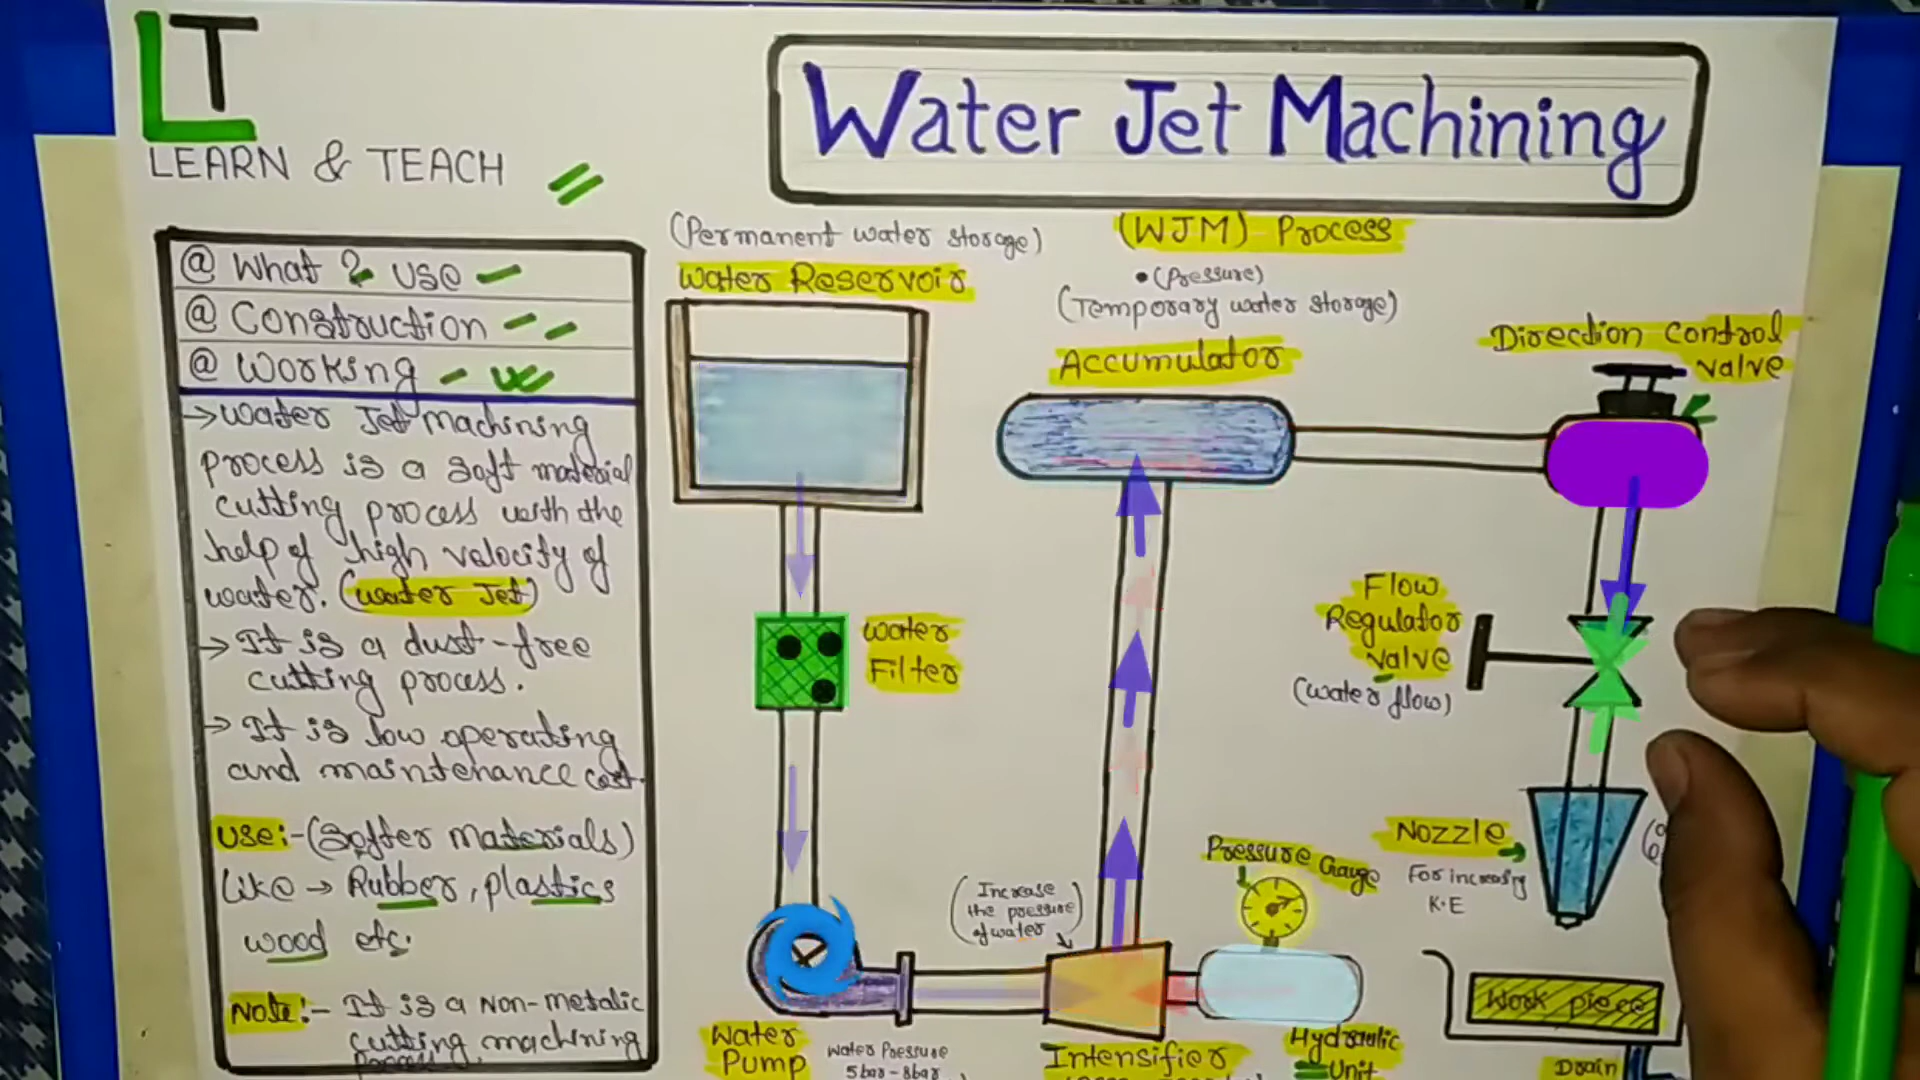 LT
LEARN & TEACH
Water Jet Machining
@ What ? Use
@ Construction
@ Working
→ Water Jet Machining
process is a soft material
cutting process with the
help of high velocity of
water. (Water Jet)
→ It is a dust-free
cutting process.
→ It is low operating
and maintenance cost.
Use:- (Softer Materials)
Like → Rubber, plastics
wood etc.
Note:- It is a Non-metalic
cutting machining
process.
(Permanent water storage)
Water Reservoir
(WJM) Process
• (Pressure)
(Temporary water storage)
Accumulator
Direction Control
Valve
Water
Filter
Flow
Regulator
Valve
(water flow)
Nozzle
For increasing
K.E
Pressure Gauge
(Increase
the pressure
of water)
Work piece
Water
Pump
Water Pressure
5bar - 8bar
Intensifier
Hydraulic
Unit
Drain